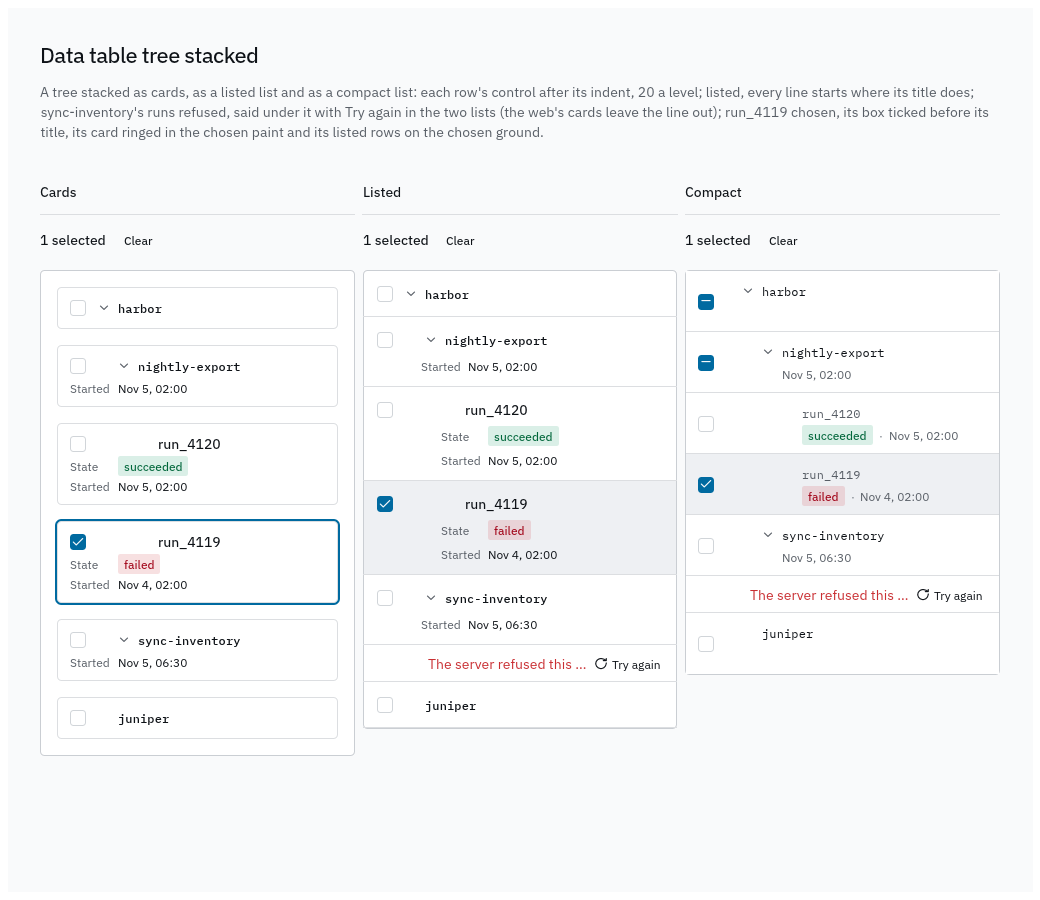 Data table tree stacked
A tree stacked as cards, as a listed list and as a compact list: each row's control after its indent, 20 a level; listed, every line starts where its title does;
sync-inventory's runs refused, said under it with Try again in the two lists (the web's cards leave the line out); run_4119 chosen, its box ticked before its
title, its card ringed in the chosen paint and its listed rows on the chosen ground.
Cards
1 selected Clear
harbor
nightly-export
Started Nov 5, 02:00
run_4120
State succeeded
Started Nov 5, 02:00
run_4119
State failed
Started Nov 4, 02:00
sync-inventory
Started Nov 5, 06:30
juniper
Listed
1 selected Clear
harbor
nightly-export
Started Nov 5, 02:00
run_4120
State succeeded
Started Nov 5, 02:00
run_4119
State failed
Started Nov 4, 02:00
sync-inventory
Started Nov 5, 06:30
The server refused this ... Try again
juniper
Compact
1 selected Clear
harbor
nightly-export
Nov 5, 02:00
run_4120
succeeded · Nov 5, 02:00
run_4119
failed · Nov 4, 02:00
sync-inventory
Nov 5, 06:30
The server refused this ... Try again
juniper